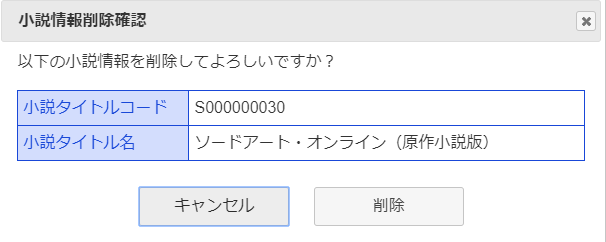 小説情報削除確認
以下の小説情報を削除してよろしいですか？
小説タイトルコード S000000030
小説タイトル名 ソードアート・オンライン（原作小説版）
キャンセル 削除